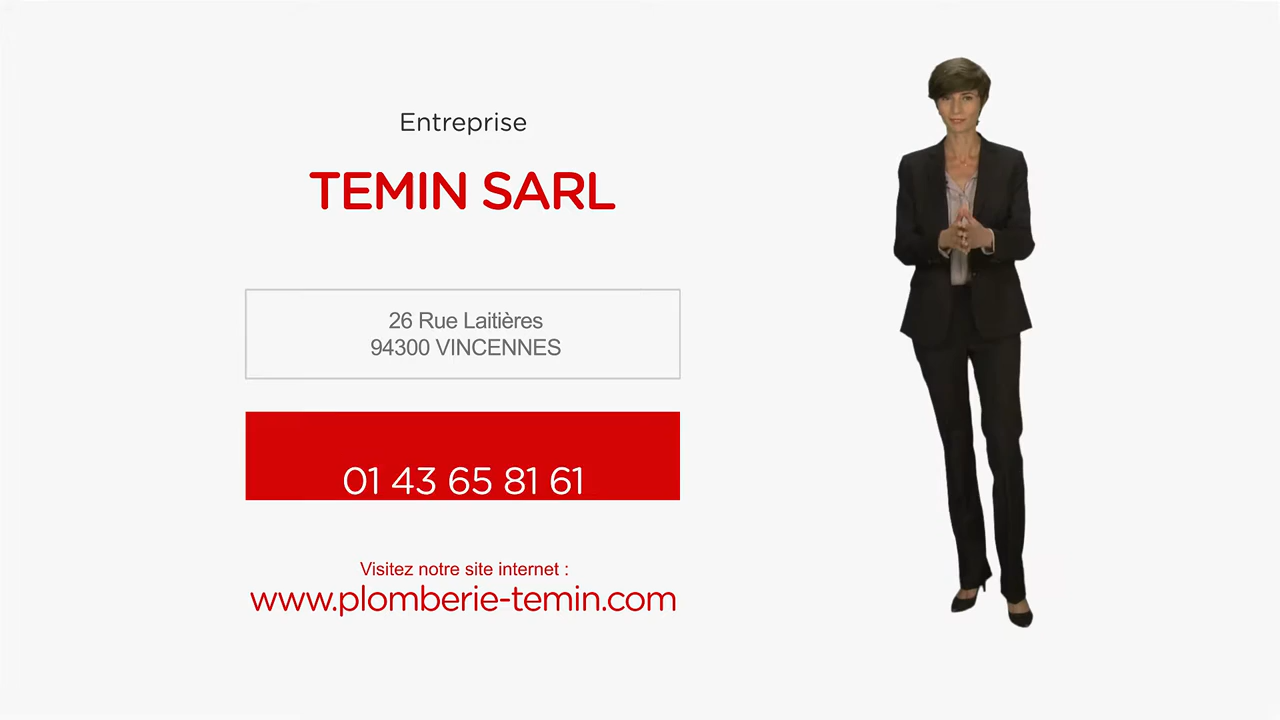 Entreprise
TEMIN SARL
26 Rue Laitières
94300 VINCENNES
01 43 65 81 61
Visitez notre site internet :
www.plomberie-temin.com